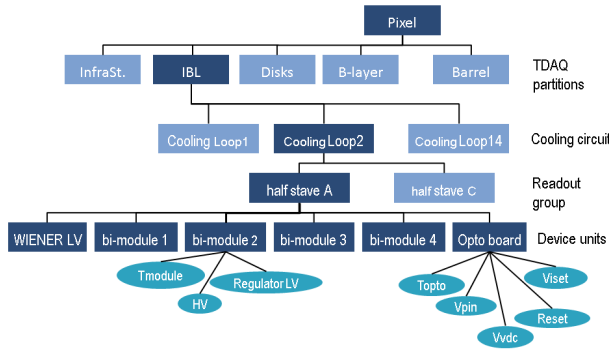 Pixel
InfraSt.
IBL
Disks
B-layer
Barrel
TDAQ
partitions
Cooling Loop1
Cooling Loop2
Cooling Loop14
Cooling circuit
half stave A
half stave C
Readout
group
WIENER LV
bi-module 1
bi-module 2
bi-module 3
bi-module 4
Opto board
Device units
Tmodule
HV
Regulator LV
Topto
Vpin
Vvdc
Reset
Viset